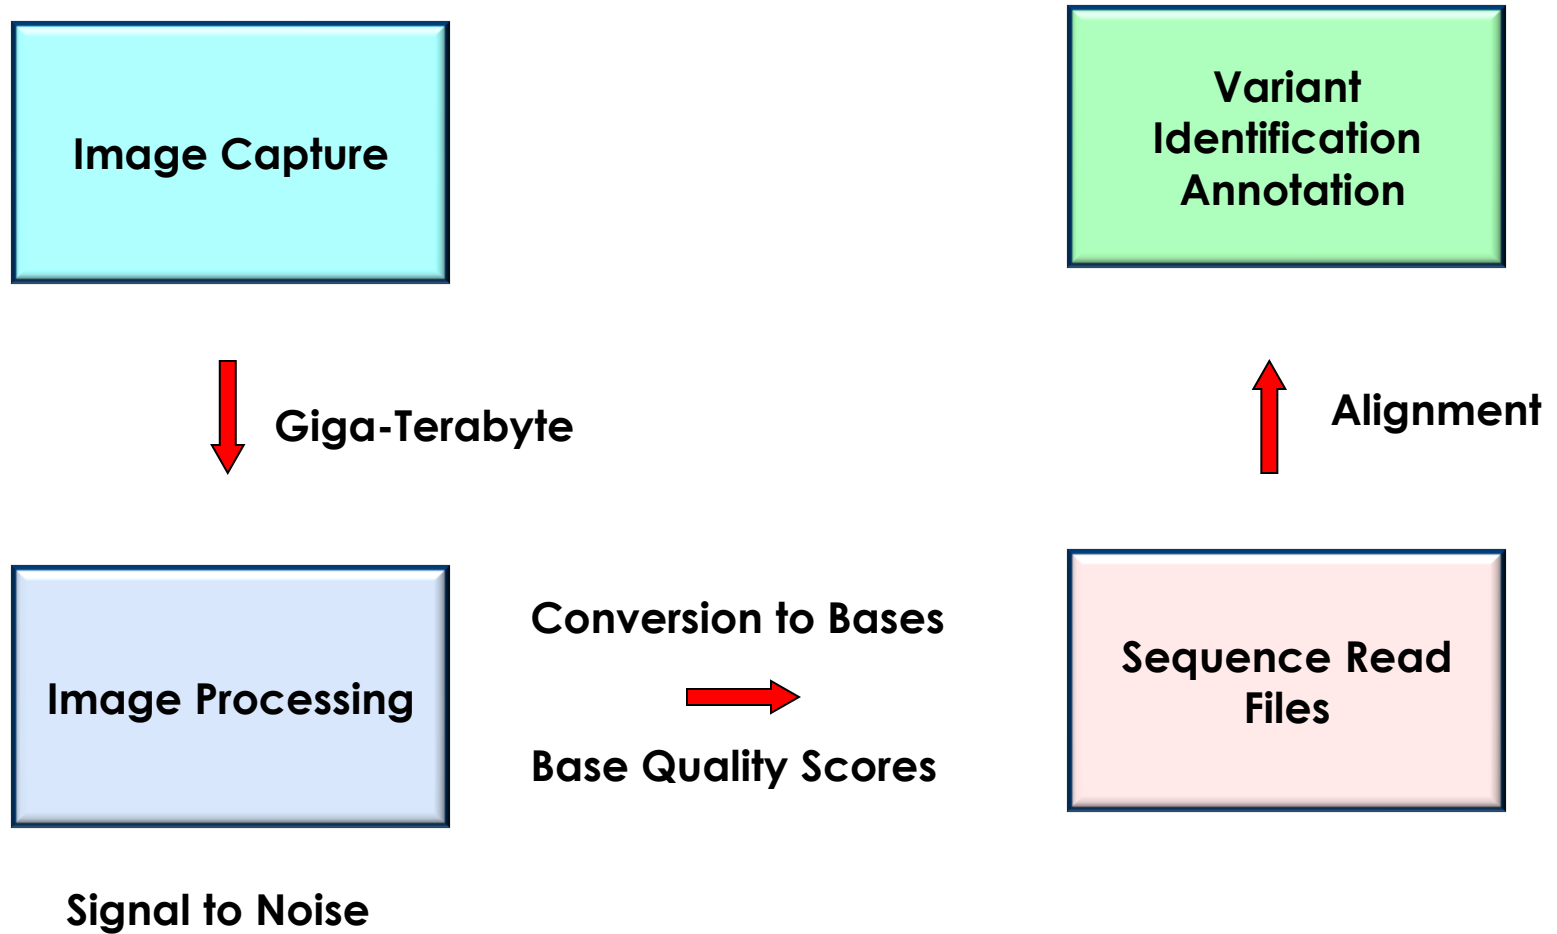 Image Capture
Giga-Terabyte
Image Processing
Signal to Noise
Conversion to Bases
Base Quality Scores
Sequence Read
Files
Alignment
Variant
Identification
Annotation